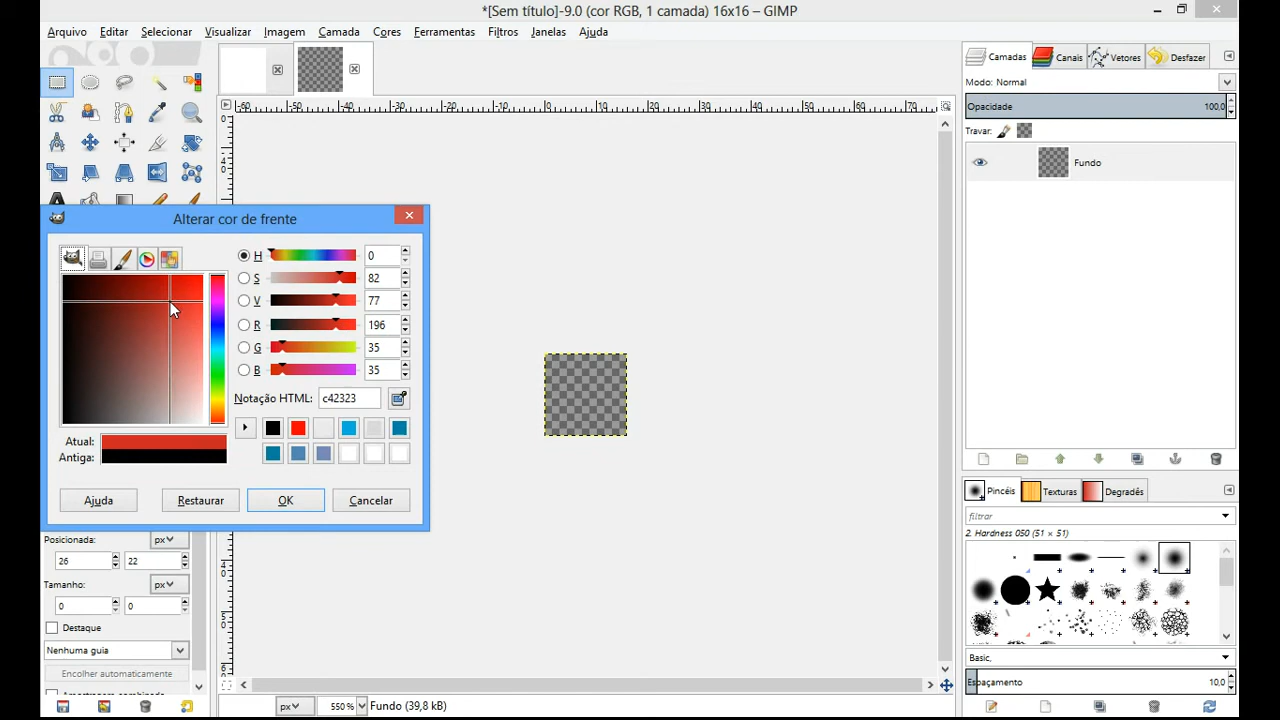 *[Sem título]-9.0 (cor RGB, 1 camada) 16x16 – GIMP
Arquivo Editar Selecionar Visualizar Imagem Camada Cores Ferramentas Filtros Janelas Ajuda
Camadas Canais Vetores Desfazer
Modo: Normal
Opacidade 100,0
Travar:
Fundo
Alterar cor de frente
H 0
S 82
V 77
R 196
G 35
B 35
Notação HTML: c42323
Atual:
Antiga:
Ajuda Restaurar OK Cancelar
Posicionada: px
26 22
Tamanho: px
0 0
Destaque
Nenhuma guia
Encolher automaticamente
px 550% Fundo (39,8 kB)
Pincéis Texturas Degradês
filtrar
2. Hardness 050 (51 × 51)
Basic,
Espaçamento 10,0